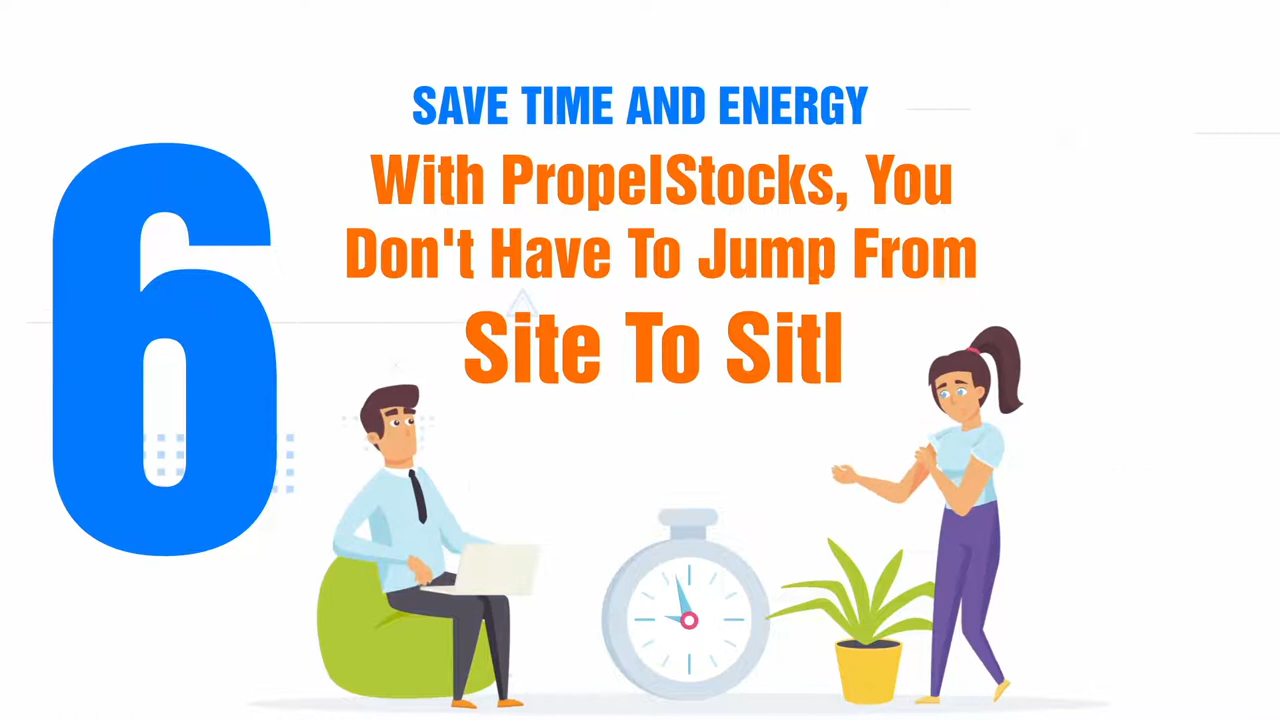 SAVE TIME AND ENERGY
6
With PropelStocks, You
Don't Have To Jump From
Site To Sitl